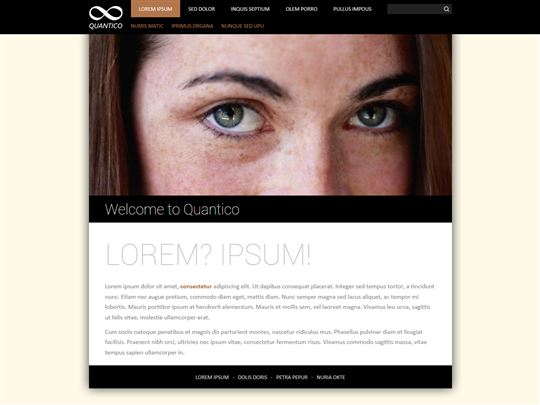 LOREM IPSUM SED DOLOR INQUIS SEPTIUM OLEM PORRO PULLUS IMPOUS
QUANTICO
NUMIS MATIC IPRIMUS ORGANA NUNQUE SED UPU
Welcome to Quantico
LOREM? IPSUM!
Lorem ipsum dolor sit amet, consectetur adipiscing elit. Ut dapibus consequat placerat. Integer sed tempus tortor, a tincidunt
nunc. Etiam nec augue pretium, commodo diam eget, mattis diam. Nunc semper magna sed lacus aliquet, ac tempor mi
lobortis. Mauris porttitor ipsum at hendrerit elementum. Mauris et mollis sem, vel laoreet magna. Vivamus leo urna, sagittis
ut felis vitae, molestie ullamcorper erat.
Cum sociis natoque penatibus et magnis dis parturient montes, nascetur ridiculus mus. Phasellus pulvinar diam et feugiat
facilisis. Praesent nibh orci, ultricies nec ipsum vitae, consectetur fermentum risus. Vivamus commodo sagittis massa, vitae
tempus sapien ullamcorper in.
LOREM IPSUM - DOLIS DORIS - PETRA PEPUR - NURIA OKTE